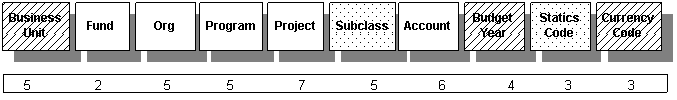 Business Unit
Fund
Org
Program
Project
Subclass
Account
Budget Year
Statics Code
Currency Code
5 2 5 5 7 5 6 4 3 3